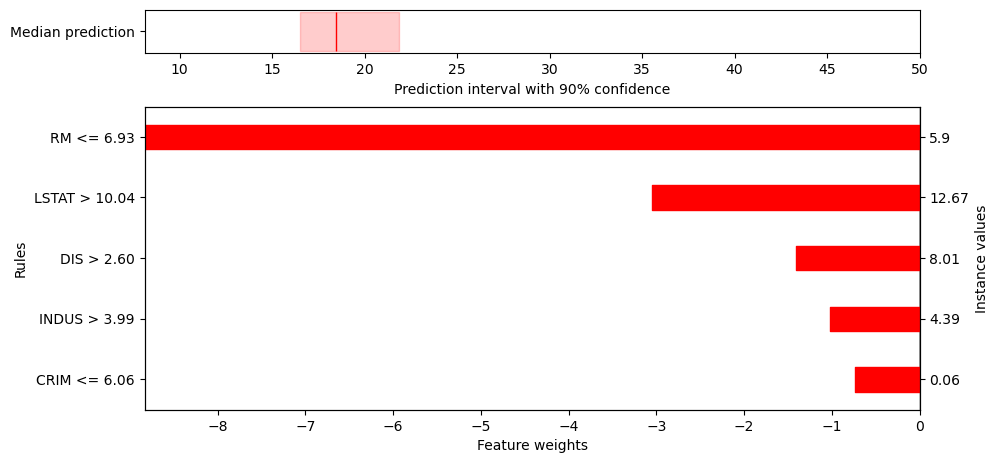 Median prediction
10 15 20 25 30 35 40 45 50
Prediction interval with 90% confidence
RM <= 6.93 5.9
LSTAT > 10.04 12.67
DIS > 2.60 8.01
INDUS > 3.99 4.39
CRIM <= 6.06 0.06
Rules
Instance values
−8 −7 −6 −5 −4 −3 −2 −1 0
Feature weights